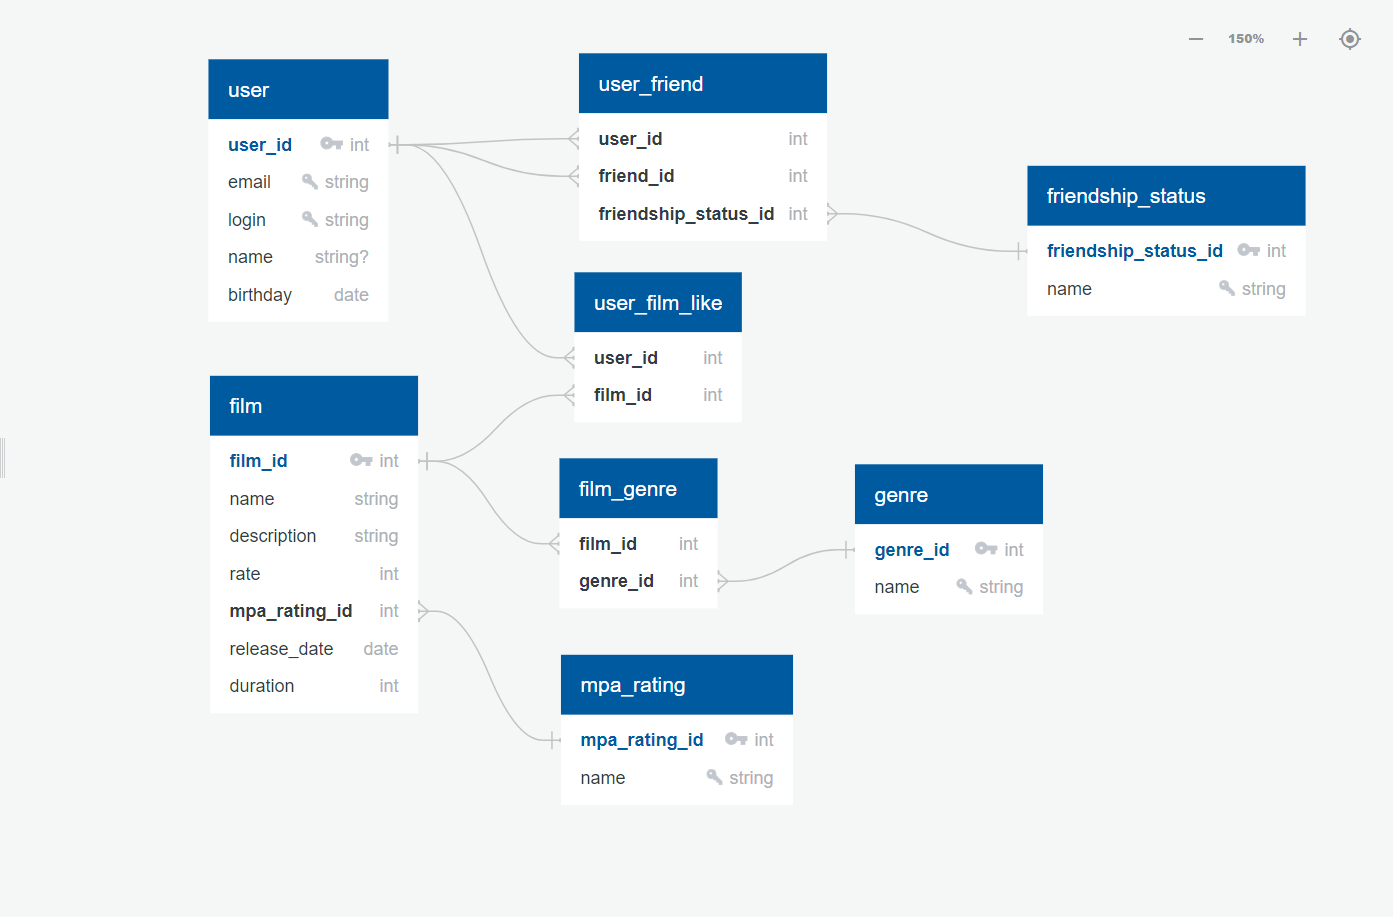 150%
user
user_id int
email string
login string
name string?
birthday date
user_friend
user_id int
friend_id int
friendship_status_id int
friendship_status
friendship_status_id int
name string
user_film_like
user_id int
film_id int
film
film_id int
name string
description string
rate int
mpa_rating_id int
release_date date
duration int
film_genre
film_id int
genre_id int
genre
genre_id int
name string
mpa_rating
mpa_rating_id int
name string